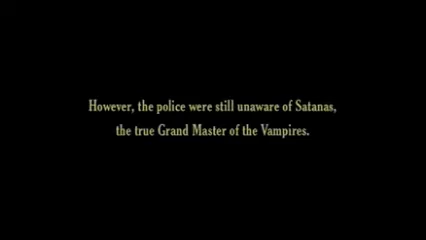 However, the police were still unaware of Satanas,
the true Grand Master of the Vampires.